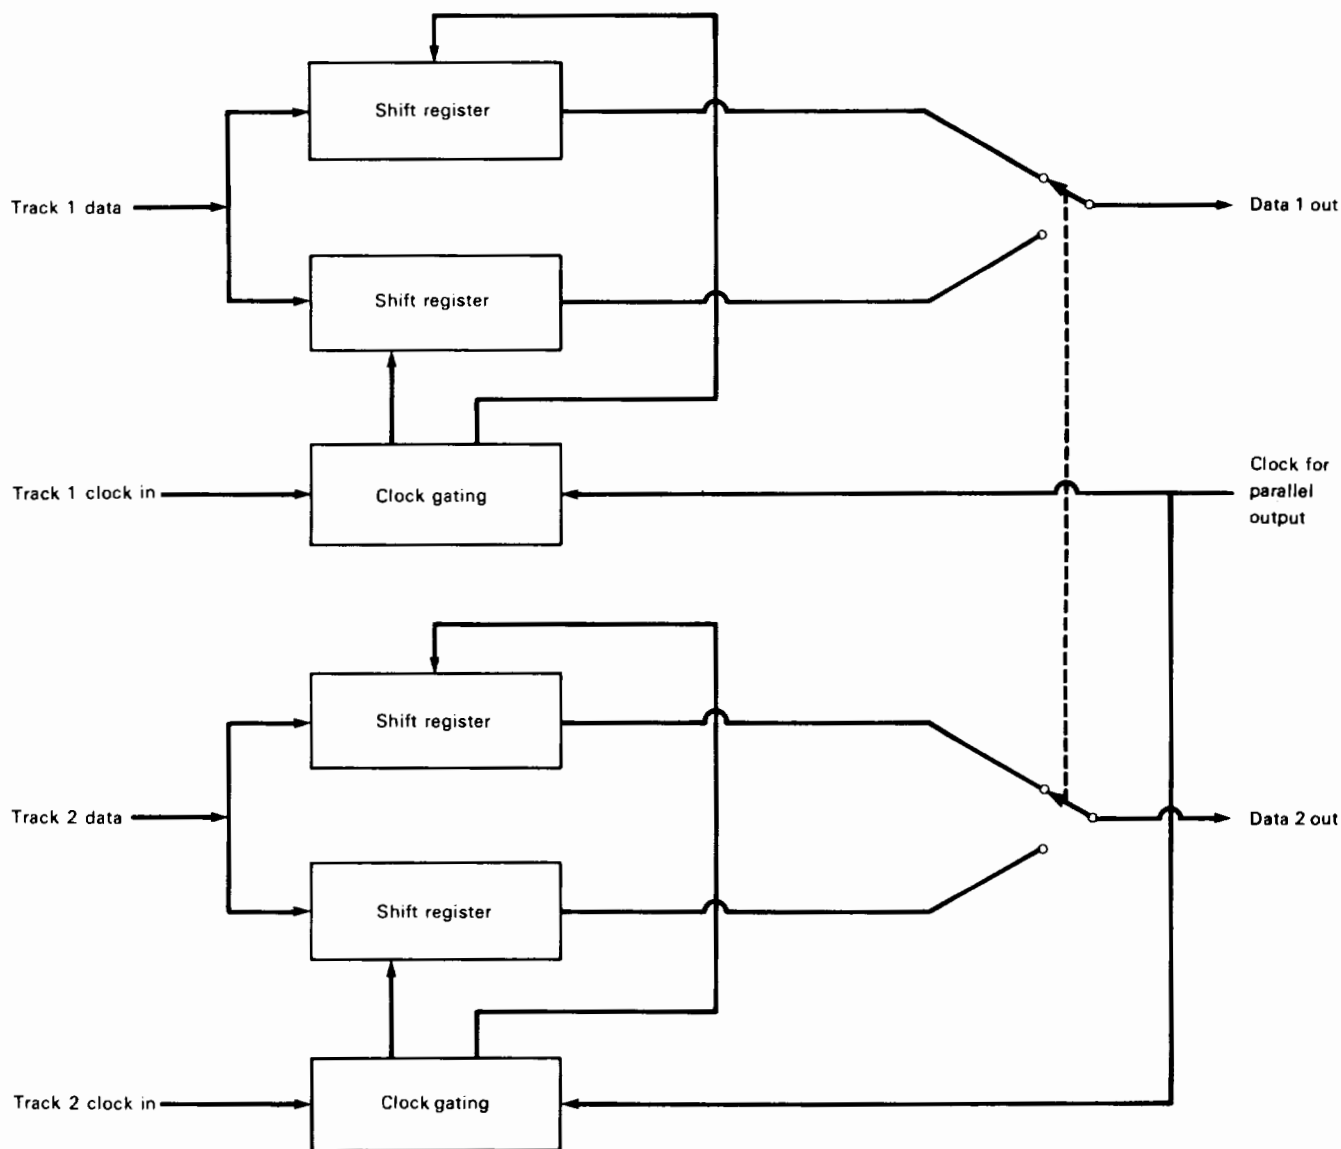 Shift register
Track 1 data
Data 1 out
Shift register
Track 1 clock in
Clock gating
Clock for
parallel
output
Shift register
Track 2 data
Data 2 out
Shift register
Track 2 clock in
Clock gating